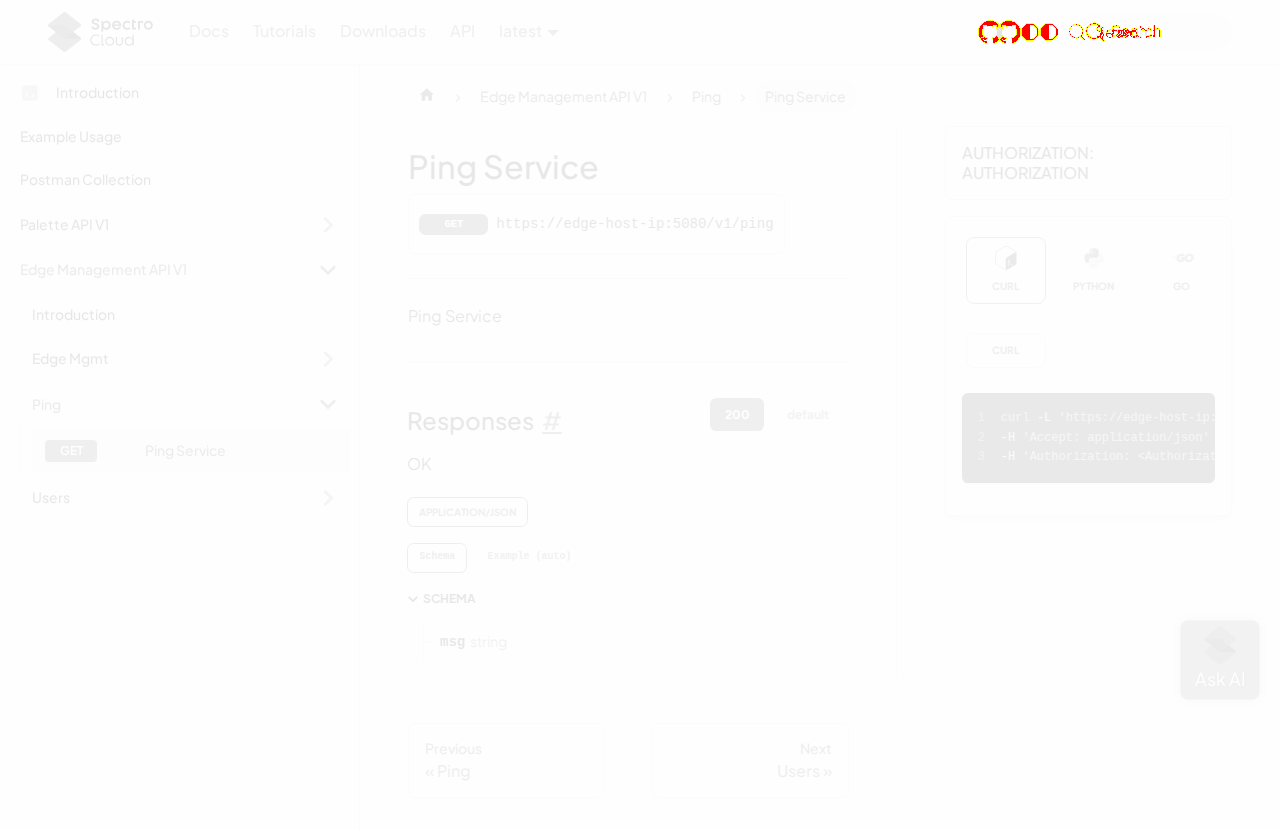 Spectro Cloud
Docs Tutorials Downloads API latest
Introduction
Example Usage
Postman Collection
Palette API V1
Edge Management API V1
Introduction
Edge Mgmt
Ping
GET Ping Service
Users
Edge Management API V1 > Ping > Ping Service
Ping Service
GET https://edge-host-ip:5080/v1/ping
Ping Service
Responses #
200 default
OK
APPLICATION/JSON
Schema Example (auto)
SCHEMA
msg string
Previous
« Ping
Next
Users »
AUTHORIZATION:
AUTHORIZATION
CURL PYTHON GO
CURL
1 curl -L 'https://edge-host-ip:
2 -H 'Accept: application/json'
3 -H 'Authorization: <Authorizat
Ask AI